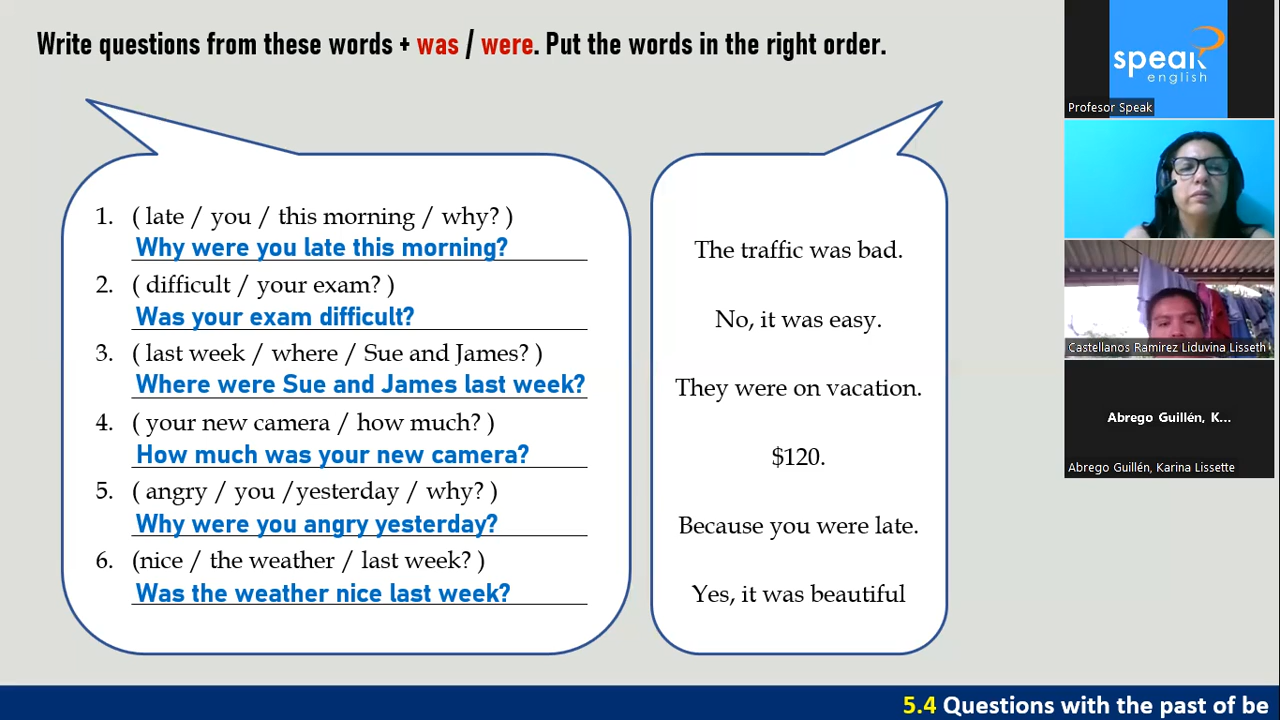 Write questions from these words + was / were. Put the words in the right order.
1. ( late / you / this morning / why? )
Why were you late this morning?
2. ( difficult / your exam? )
Was your exam difficult?
3. ( last week / where / Sue and James? )
Where were Sue and James last week?
4. ( your new camera / how much? )
How much was your new camera?
5. ( angry / you /yesterday / why? )
Why were you angry yesterday?
6. (nice / the weather / last week? )
Was the weather nice last week?
The traffic was bad.
No, it was easy.
They were on vacation.
$120.
Because you were late.
Yes, it was beautiful
5.4 Questions with the past of be
speak
english
Profesor Speak
Castellanos Ramirez Liduvina Lisseth
Abrego Guillén, K...
Abrego Guillén, Karina Lissette